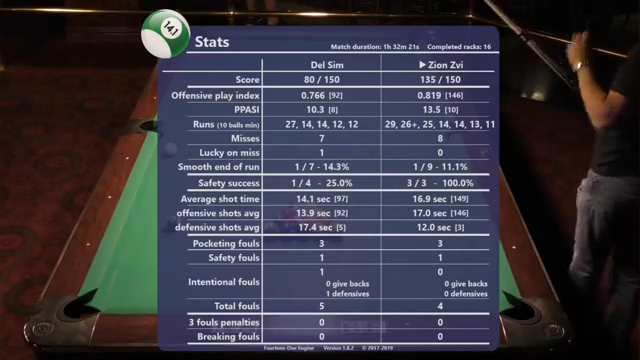 14.1
Stats
Match duration: 1h 32m 21s Completed racks: 16
Del Sim ▶ Zion Zvi
Score 80 / 150 135 / 150
Offensive play index 0.766 [92] 0.819 [146]
PPASI 10.3 [8] 13.5 [10]
Runs (10 balls min) 27, 14, 14, 12, 12 29, 26+, 25, 14, 14, 13, 11
Misses 7 8
Lucky on miss 1 0
Smooth end of run 1 / 7 - 14.3% 1 / 9 - 11.1%
Safety success 1 / 4 - 25.0% 3 / 3 - 100.0%
Average shot time 14.1 sec [97] 16.9 sec [149]
offensive shots avg 13.9 sec [92] 17.0 sec [146]
defensive shots avg 17.4 sec [5] 12.0 sec [3]
Pocketing fouls 3 3
Safety fouls 1 1
Intentional fouls 1 0
0 give backs 0 give backs
1 defensives 0 defensives
Total fouls 5 4
3 fouls penalties 0 0
Breaking fouls 0 0
Fourteen-One Engine Version 1.8.2 © 2017-2019